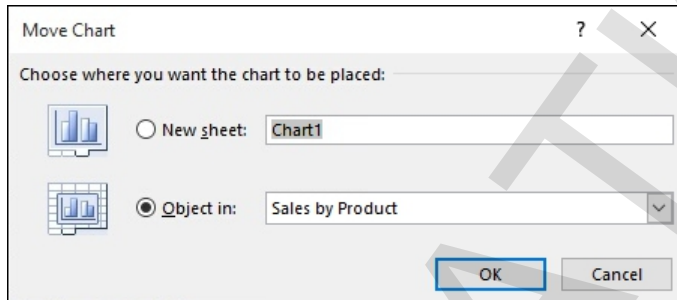 Move Chart ? ✕
Choose where you want the chart to be placed:
New sheet: Chart1
Object in: Sales by Product
OK Cancel